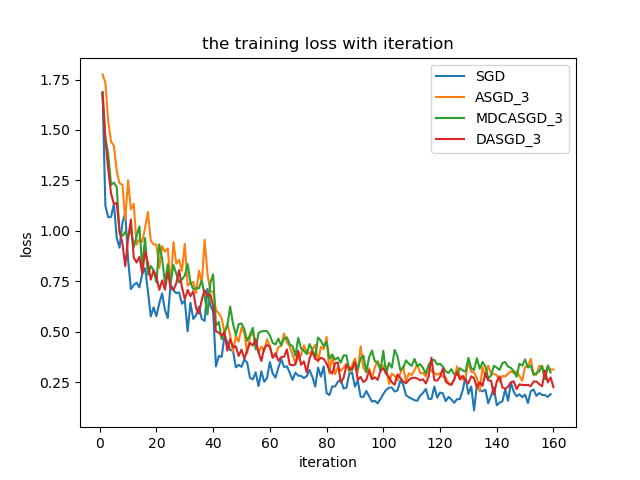 the training loss with iteration
SGD
ASGD_3
MDCASGD_3
DASGD_3
1.75
1.50
1.25
1.00
0.75
0.50
0.25
loss
0 20 40 60 80 100 120 140 160
iteration